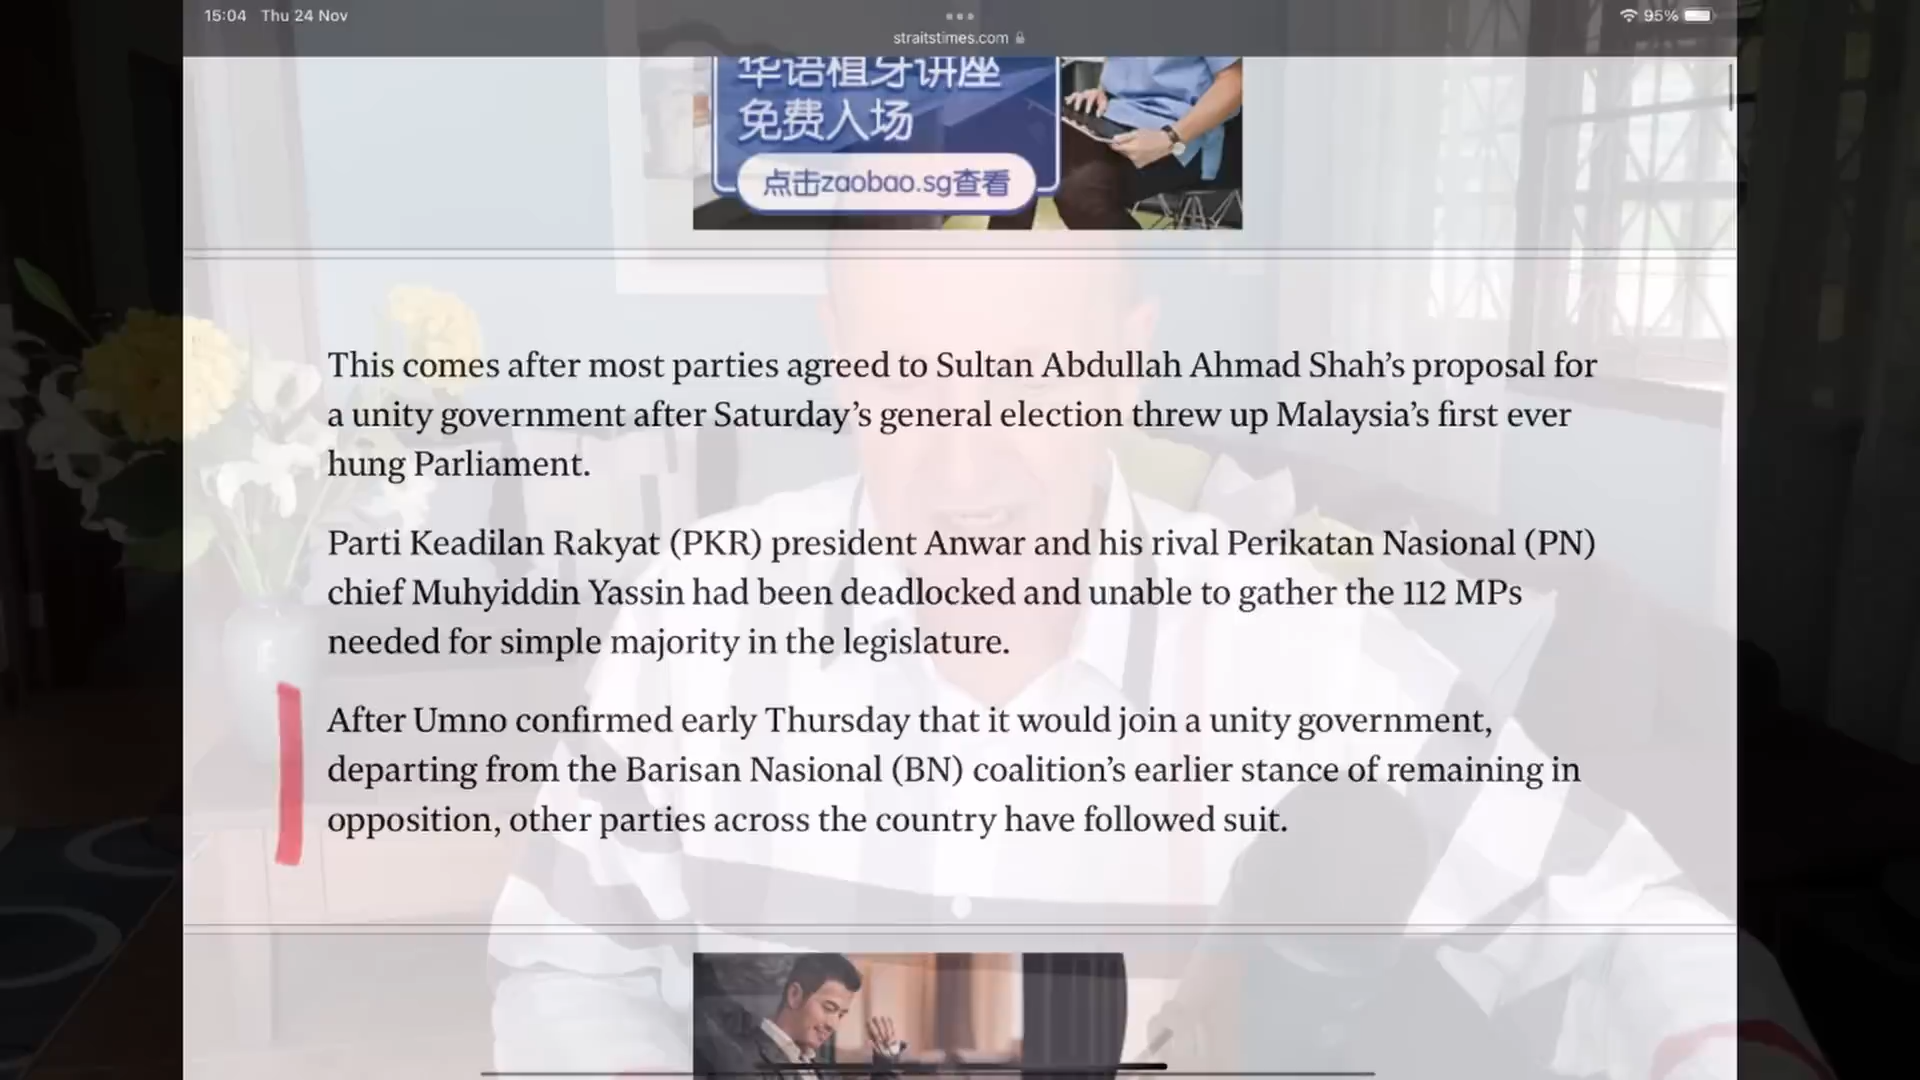 15:04 Thu 24 Nov
95%
straitstimes.com
华语植牙讲座
免费入场
点击zaobao.sg查看
This comes after most parties agreed to Sultan Abdullah Ahmad Shah’s proposal for
a unity government after Saturday’s general election threw up Malaysia’s first ever
hung Parliament.
Parti Keadilan Rakyat (PKR) president Anwar and his rival Perikatan Nasional (PN)
chief Muhyiddin Yassin had been deadlocked and unable to gather the 112 MPs
needed for simple majority in the legislature.
After Umno confirmed early Thursday that it would join a unity government,
departing from the Barisan Nasional (BN) coalition’s earlier stance of remaining in
opposition, other parties across the country have followed suit.